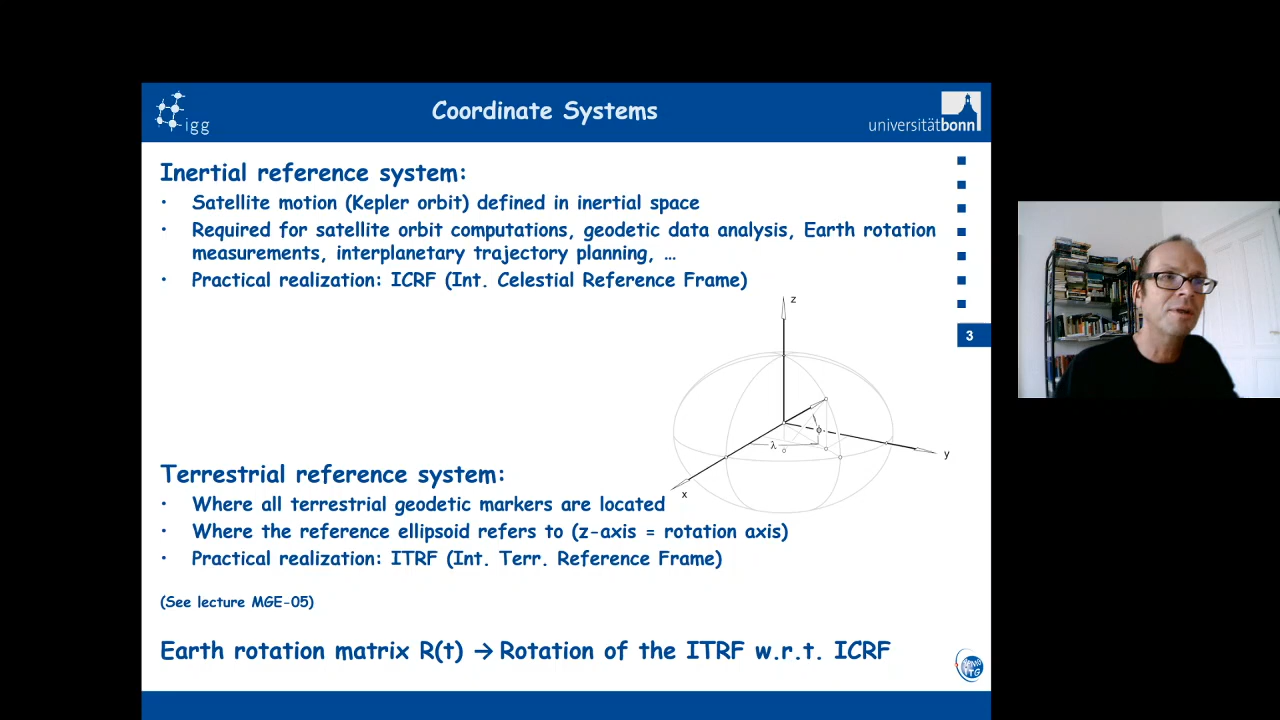 igg
Coordinate Systems
universitätbonn
Inertial reference system:
• Satellite motion (Kepler orbit) defined in inertial space
• Required for satellite orbit computations, geodetic data analysis, Earth rotation
measurements, interplanetary trajectory planning, …
• Practical realization: ICRF (Int. Celestial Reference Frame)
3
z
λ
y
x
Terrestrial reference system:
• Where all terrestrial geodetic markers are located
• Where the reference ellipsoid refers to (z-axis = rotation axis)
• Practical realization: ITRF (Int. Terr. Reference Frame)
(See lecture MGE-05)
Earth rotation matrix R(t) → Rotation of the ITRF w.r.t. ICRF
ITG